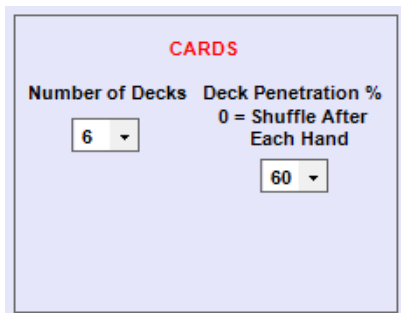 CARDS
Number of Decks
6
Deck Penetration %
0 = Shuffle After
Each Hand
60